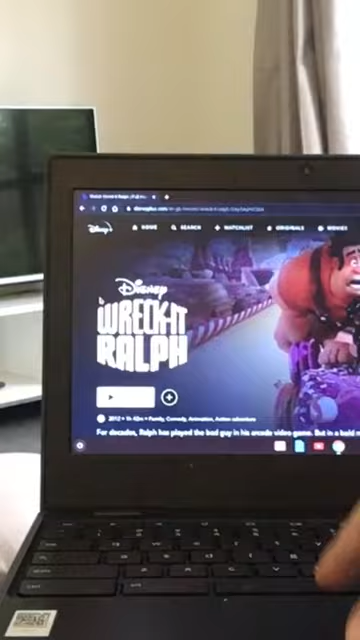 Disney+ HOME SEARCH WATCHLIST ORIGINALS MOVIES
Disney
WRECK-IT
RALPH
2012 • 1h 42m • Family, Comedy, Animation, Action-adventure
For decades, Ralph has played the bad guy in his arcade video game. But in a bold m